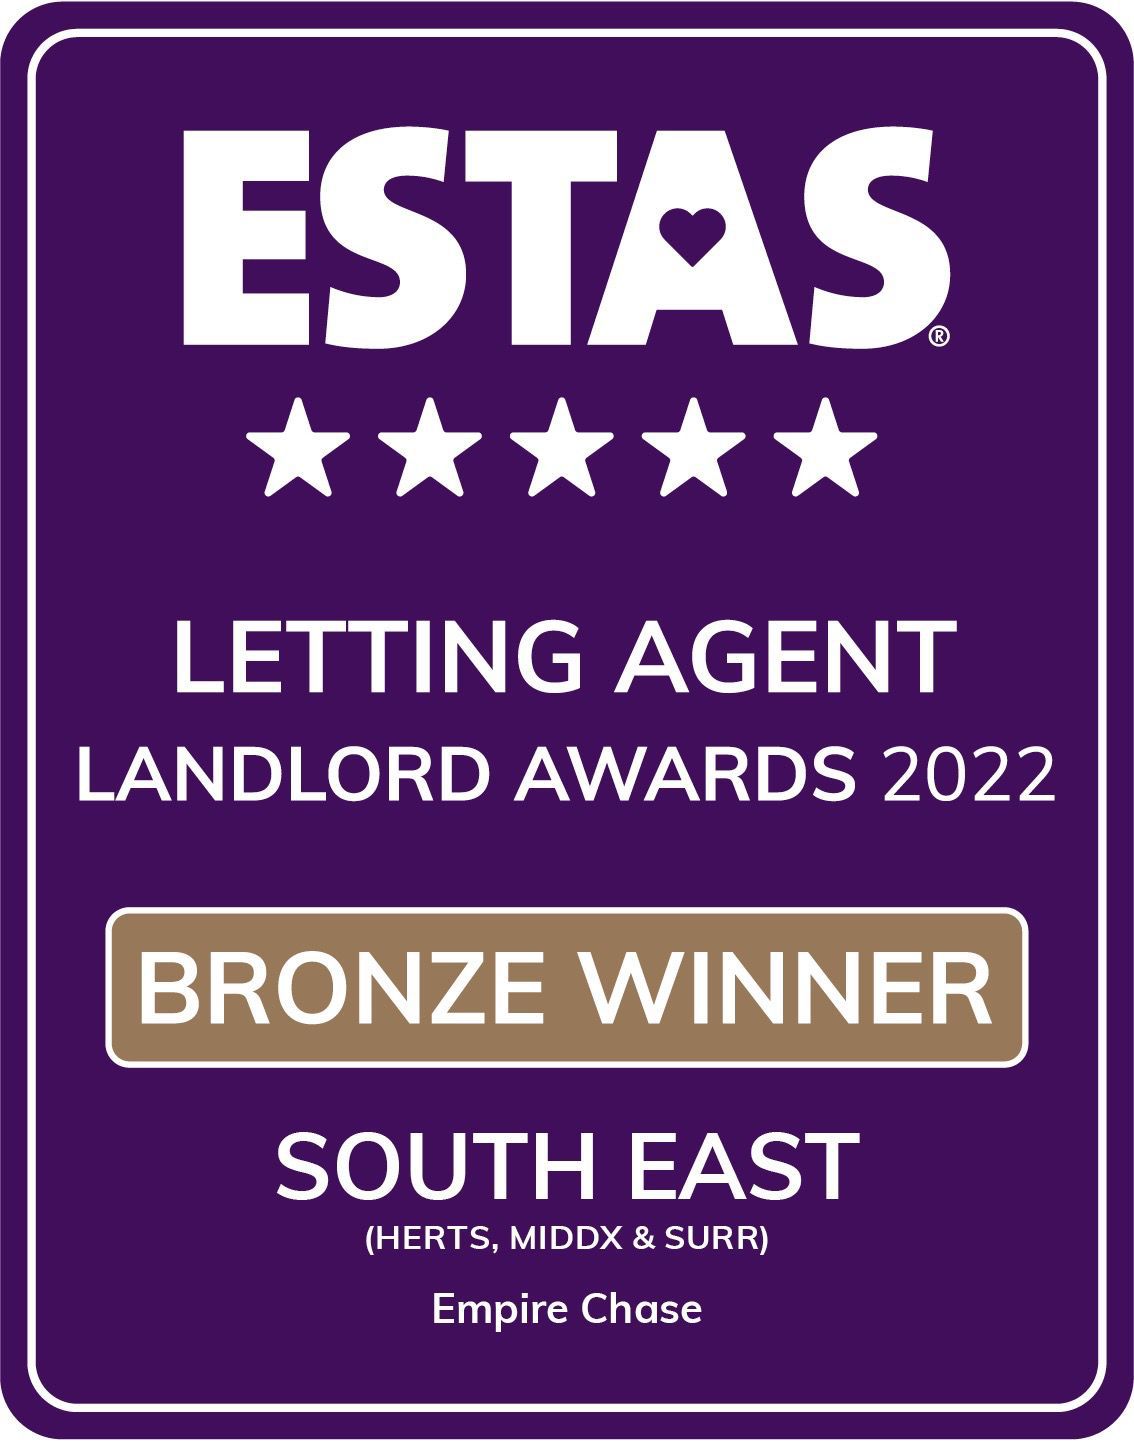 ESTAS®
LETTING AGENT
LANDLORD AWARDS 2022
BRONZE WINNER
SOUTH EAST
(HERTS, MIDDX & SURR)
Empire Chase